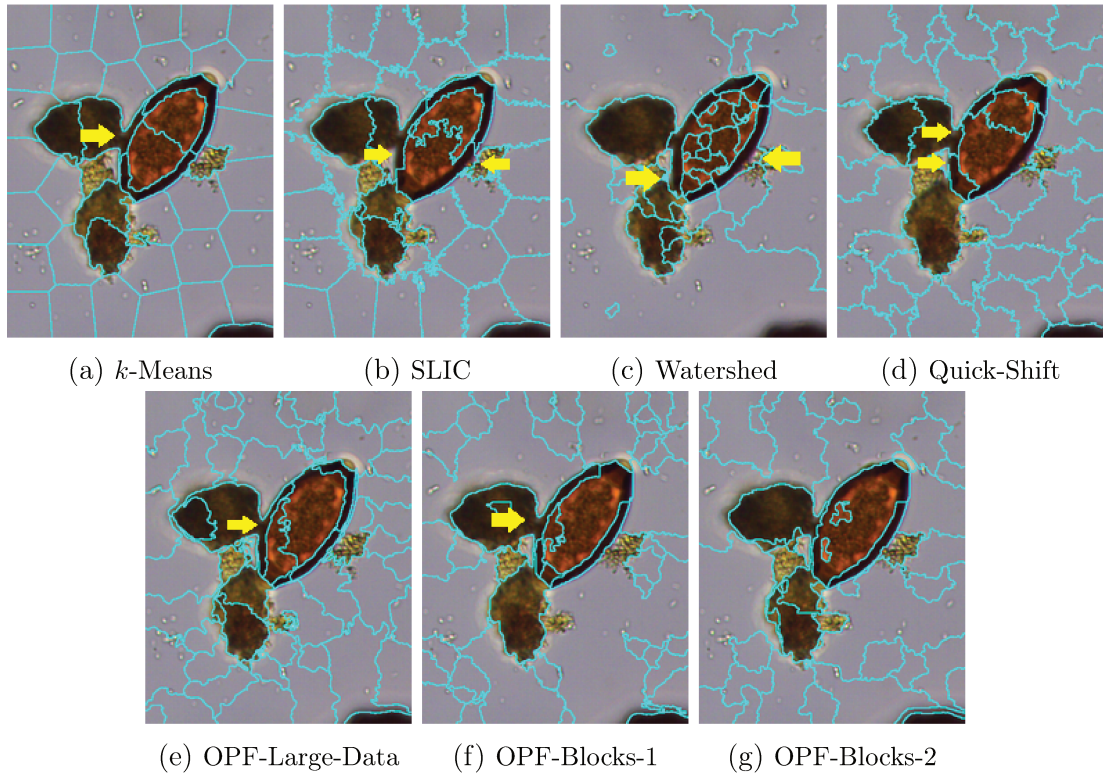 (a) k-Means
(b) SLIC
(c) Watershed
(d) Quick-Shift
(e) OPF-Large-Data
(f) OPF-Blocks-1
(g) OPF-Blocks-2